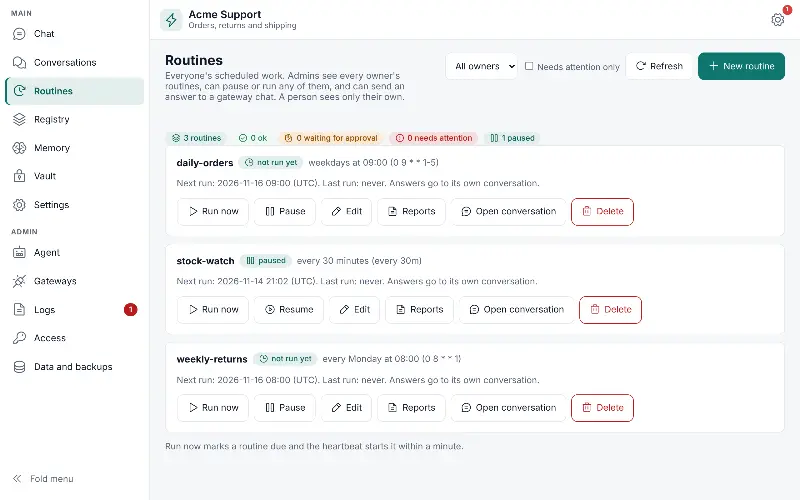 MAIN
Chat
Conversations
Routines
Registry
Memory
Vault
Settings
ADMIN
Agent
Gateways
Logs
1
Access
Data and backups
Fold menu
Acme Support
Orders, returns and shipping
1
Routines
Everyone's scheduled work. Admins see every owner's
routines, can pause or run any of them, and can send an
answer to a gateway chat. A person sees only their own.
All owners
Needs attention only
Refresh
New routine
3 routines
0 ok
0 waiting for approval
0 needs attention
1 paused
daily-orders not run yet weekdays at 09:00 (0 9 * * 1-5)
Next run: 2026-11-16 09:00 (UTC). Last run: never. Answers go to its own conversation.
Run now Pause Edit Reports Open conversation Delete
stock-watch paused every 30 minutes (every 30m)
Next run: 2026-11-14 21:02 (UTC). Last run: never. Answers go to its own conversation.
Run now Resume Edit Reports Open conversation Delete
weekly-returns not run yet every Monday at 08:00 (0 8 * * 1)
Next run: 2026-11-16 08:00 (UTC). Last run: never. Answers go to its own conversation.
Run now Pause Edit Reports Open conversation Delete
Run now marks a routine due and the heartbeat starts it within a minute.